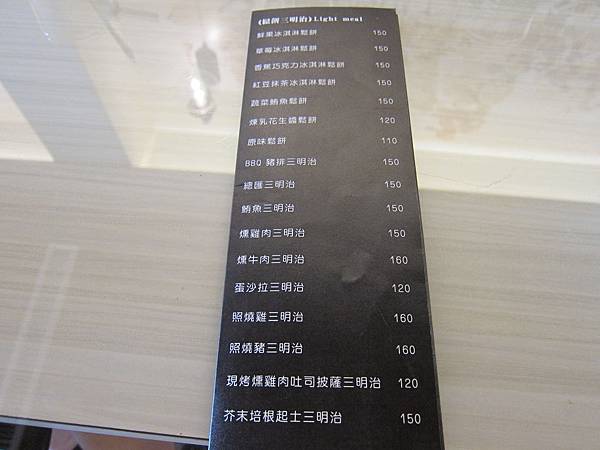 (鬆餅三明治)Light meal
鮮果冰淇淋鬆餅 150
草莓冰淇淋鬆餅 150
香蕉巧克力冰淇淋鬆餅 150
紅豆抹茶冰淇淋鬆餅 150
蔬菜鮪魚鬆餅 150
煉乳花生醬鬆餅 120
原味鬆餅 110
BBQ 豬排三明治 150
總匯三明治 150
鮪魚三明治 150
燻雞肉三明治 150
燻牛肉三明治 160
蛋沙拉三明治 120
照燒雞三明治 160
照燒豬三明治 160
現烤燻雞肉吐司披薩三明治 120
芥末培根起士三明治 150